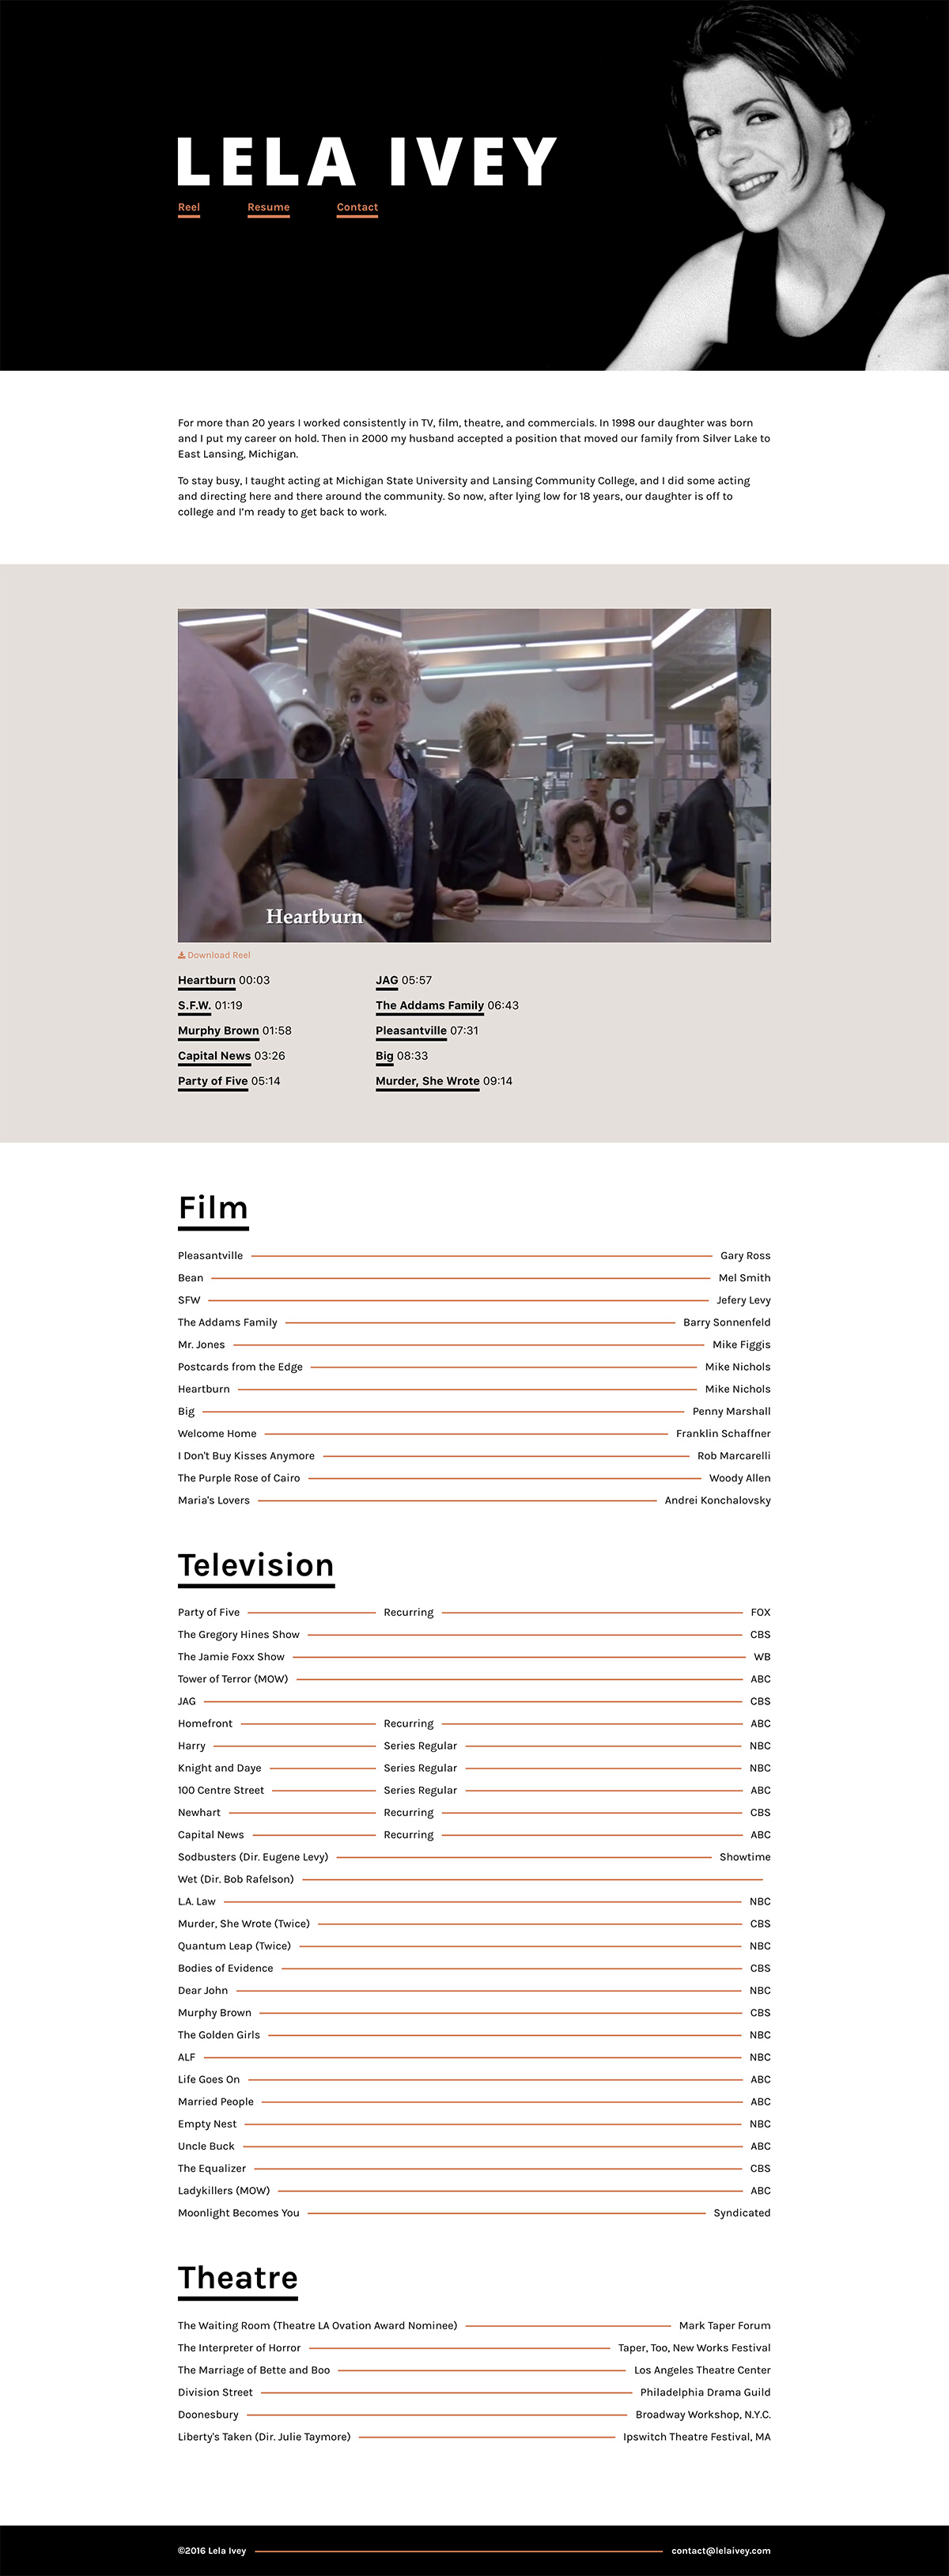 LELA IVEY
Reel Resume Contact
For more than 20 years I worked consistently in TV, film, theatre, and commercials. In 1998 our daughter was born
and I put my career on hold. Then in 2000 my husband accepted a position that moved our family from Silver Lake to
East Lansing, Michigan.
To stay busy, I taught acting at Michigan State University and Lansing Community College, and I did some acting
and directing here and there around the community. So now, after lying low for 18 years, our daughter is off to
college and I'm ready to get back to work.
Heartburn
Download Reel
Heartburn 00:03
S.F.W. 01:19
Murphy Brown 01:58
Capital News 03:26
Party of Five 05:14
JAG 05:57
The Addams Family 06:43
Pleasantville 07:31
Big 08:33
Murder, She Wrote 09:14
Film
Pleasantville Gary Ross
Bean Mel Smith
SFW Jefery Levy
The Addams Family Barry Sonnenfeld
Mr. Jones Mike Figgis
Postcards from the Edge Mike Nichols
Heartburn Mike Nichols
Big Penny Marshall
Welcome Home Franklin Schaffner
I Don't Buy Kisses Anymore Rob Marcarelli
The Purple Rose of Cairo Woody Allen
Maria's Lovers Andrei Konchalovsky
Television
Party of Five Recurring FOX
The Gregory Hines Show CBS
The Jamie Foxx Show WB
Tower of Terror (MOW) ABC
JAG CBS
Homefront Recurring ABC
Harry Series Regular NBC
Knight and Daye Series Regular NBC
100 Centre Street Series Regular ABC
Newhart Recurring CBS
Capital News Recurring ABC
Sodbusters (Dir. Eugene Levy) Showtime
Wet (Dir. Bob Rafelson)
L.A. Law NBC
Murder, She Wrote (Twice) CBS
Quantum Leap (Twice) NBC
Bodies of Evidence CBS
Dear John NBC
Murphy Brown CBS
The Golden Girls NBC
ALF NBC
Life Goes On ABC
Married People ABC
Empty Nest NBC
Uncle Buck ABC
The Equalizer CBS
Ladykillers (MOW) ABC
Moonlight Becomes You Syndicated
Theatre
The Waiting Room (Theatre LA Ovation Award Nominee) Mark Taper Forum
The Interpreter of Horror Taper, Too, New Works Festival
The Marriage of Bette and Boo Los Angeles Theatre Center
Division Street Philadelphia Drama Guild
Doonesbury Broadway Workshop, N.Y.C.
Liberty's Taken (Dir. Julie Taymore) Ipswitch Theatre Festival, MA
©2016 Lela Ivey contact@lelaivey.com